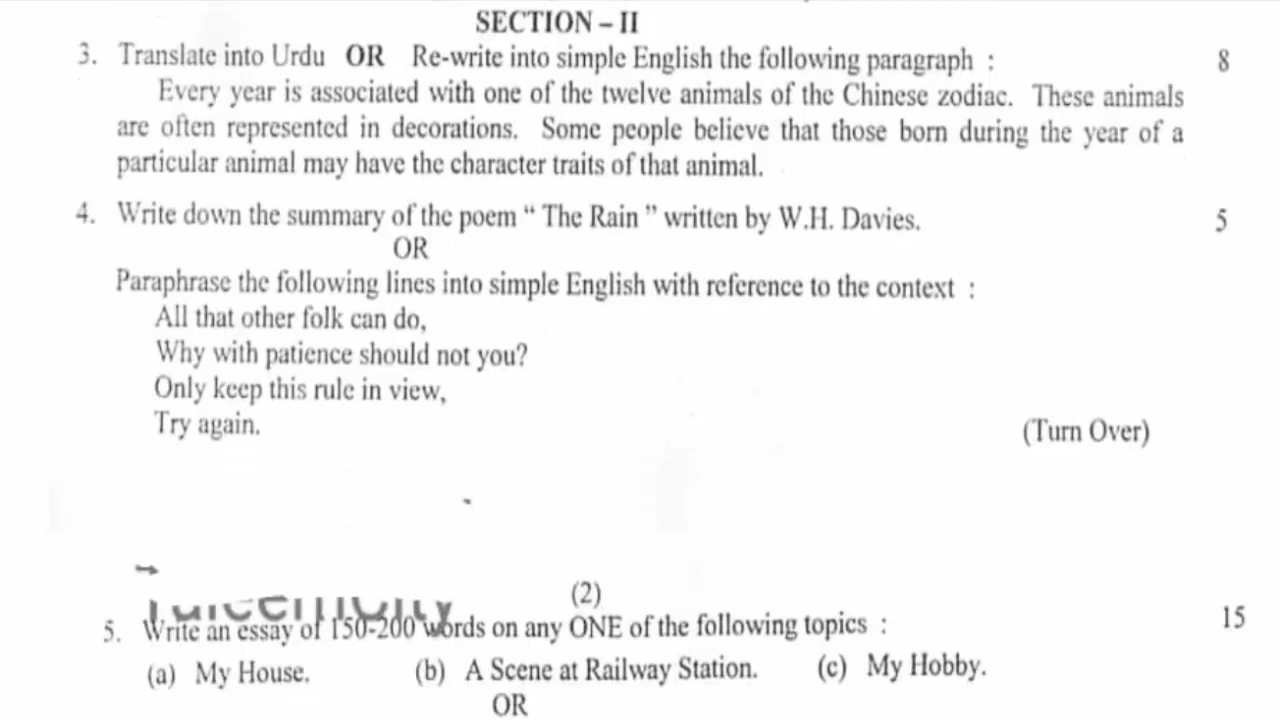 SECTION – II
3. Translate into Urdu OR Re-write into simple English the following paragraph : 8
Every year is associated with one of the twelve animals of the Chinese zodiac. These animals
are often represented in decorations. Some people believe that those born during the year of a
particular animal may have the character traits of that animal.
4. Write down the summary of the poem “ The Rain ” written by W.H. Davies. 5
OR
Paraphrase the following lines into simple English with reference to the context :
All that other folk can do,
Why with patience should not you?
Only keep this rule in view,
Try again.
(Turn Over)
(2)
5. Write an essay of 150-200 words on any ONE of the following topics : 15
(a) My House. (b) A Scene at Railway Station. (c) My Hobby.
OR